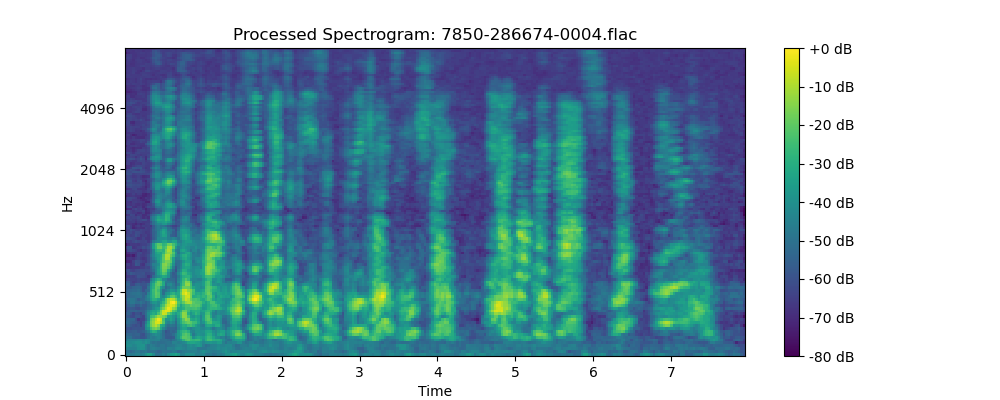 Processed Spectrogram: 7850-286674-0004.flac
Hz
4096
2048
1024
512
0
0 1 2 3 4 5 6 7
Time
+0 dB
-10 dB
-20 dB
-30 dB
-40 dB
-50 dB
-60 dB
-70 dB
-80 dB